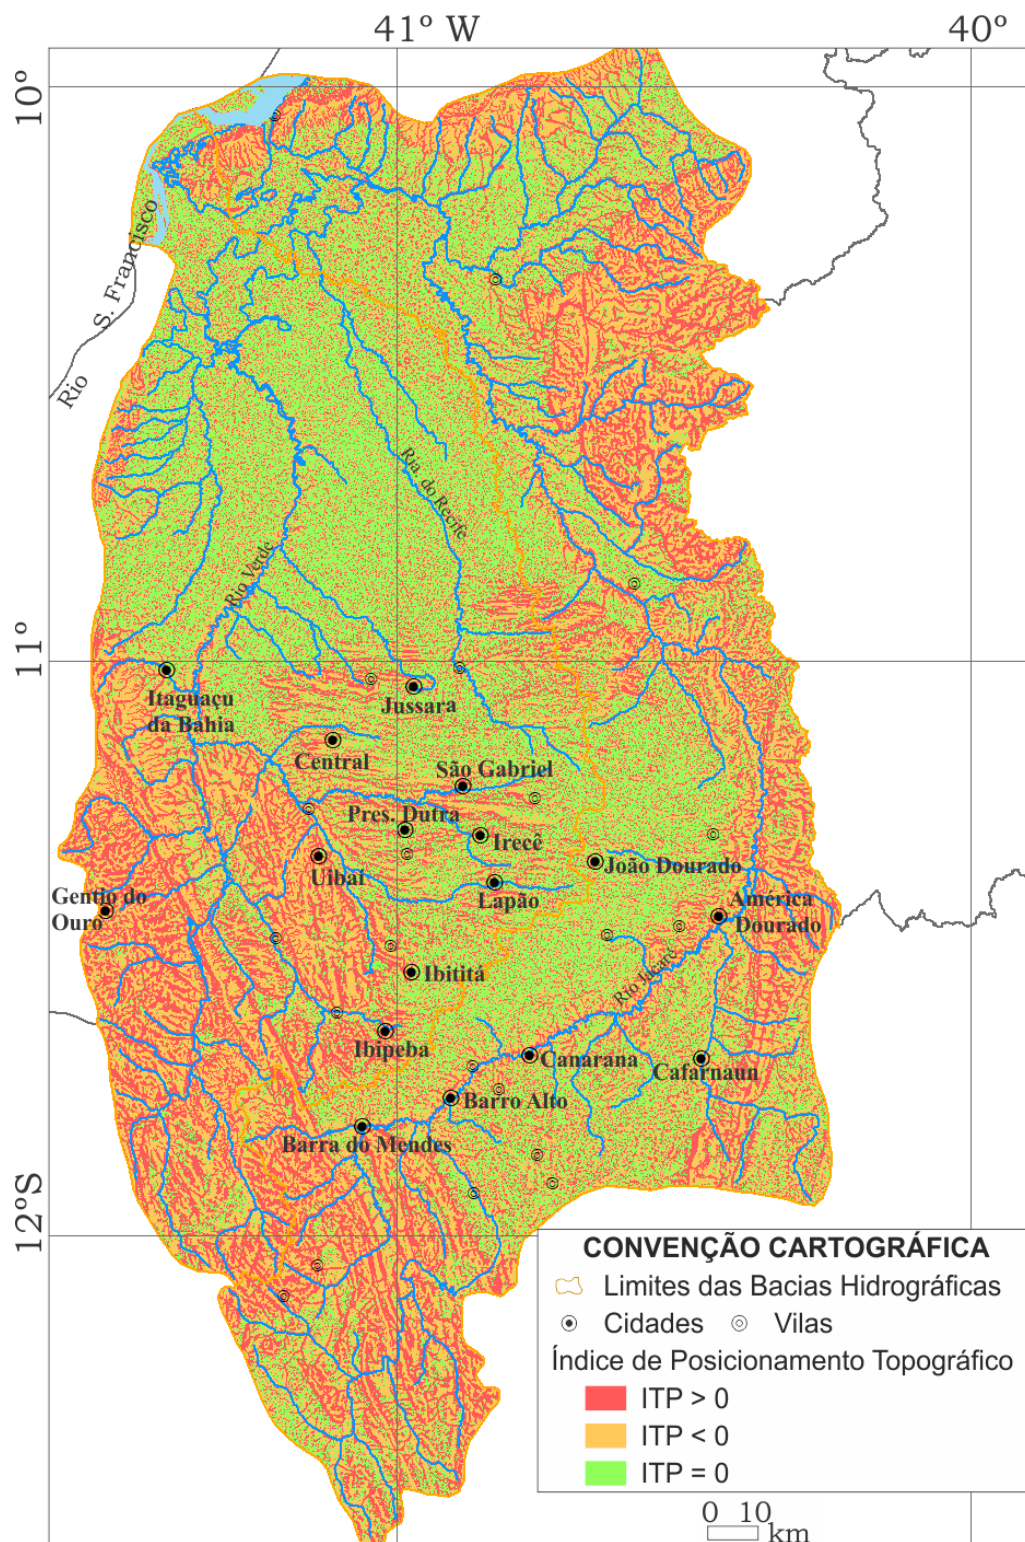 41º W
40º
10º
Rio
S. Francisco
Ria. do Recife
Rio Verde
11º
Itaguaçu
da Bahia
Jussara
Central
São Gabriel
Pres. Dutra
Irecê
João Dourado
Uibaí
Lapão
Gentio do
Ouro
América
Dourado
Ibititá
Rio Jacaré
Ibipeba
Canarana
Cafarnaun
Barro Alto
Barra do Mendes
12ºS
CONVENÇÃO CARTOGRÁFICA
Limites das Bacias Hidrográficas
Cidades Vilas
Índice de Posicionamento Topográfico
ITP > 0
ITP < 0
ITP = 0
0 10
km